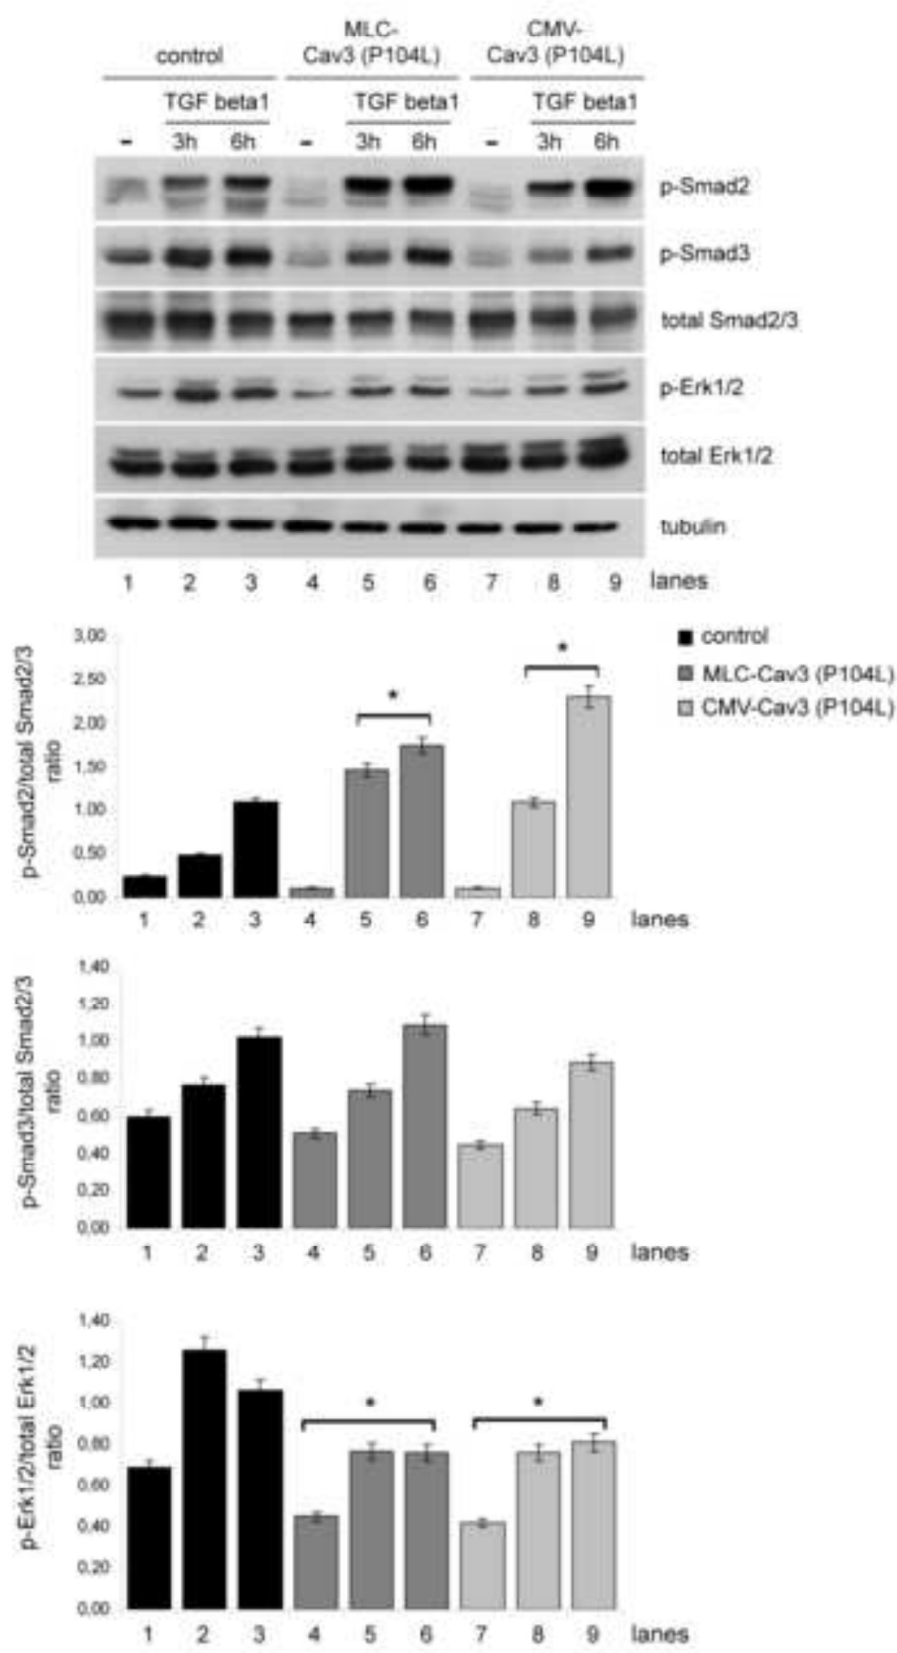 MLC- CMV-
control Cav3 (P104L) Cav3 (P104L)
TGF beta1 TGF beta1 TGF beta1
- 3h 6h - 3h 6h - 3h 6h
p-Smad2
p-Smad3
total Smad2/3
p-Erk1/2
total Erk1/2
tubulin
1 2 3 4 5 6 7 8 9 lanes
control
MLC-Cav3 (P104L)
CMV-Cav3 (P104L)
p-Smad2/total Smad2/3
ratio
3,00
2,50
2,00
1,50
1,00
0,50
0,00
* *
1 2 3 4 5 6 7 8 9 lanes
p-Smad3/total Smad2/3
ratio
1,40
1,20
1,00
0,80
0,60
0,40
0,20
0,00
1 2 3 4 5 6 7 8 9 lanes
p-Erk1/2/total Erk1/2
ratio
1,40
1,20
1,00
0,80
0,60
0,40
0,20
0,00
* *
1 2 3 4 5 6 7 8 9 lanes